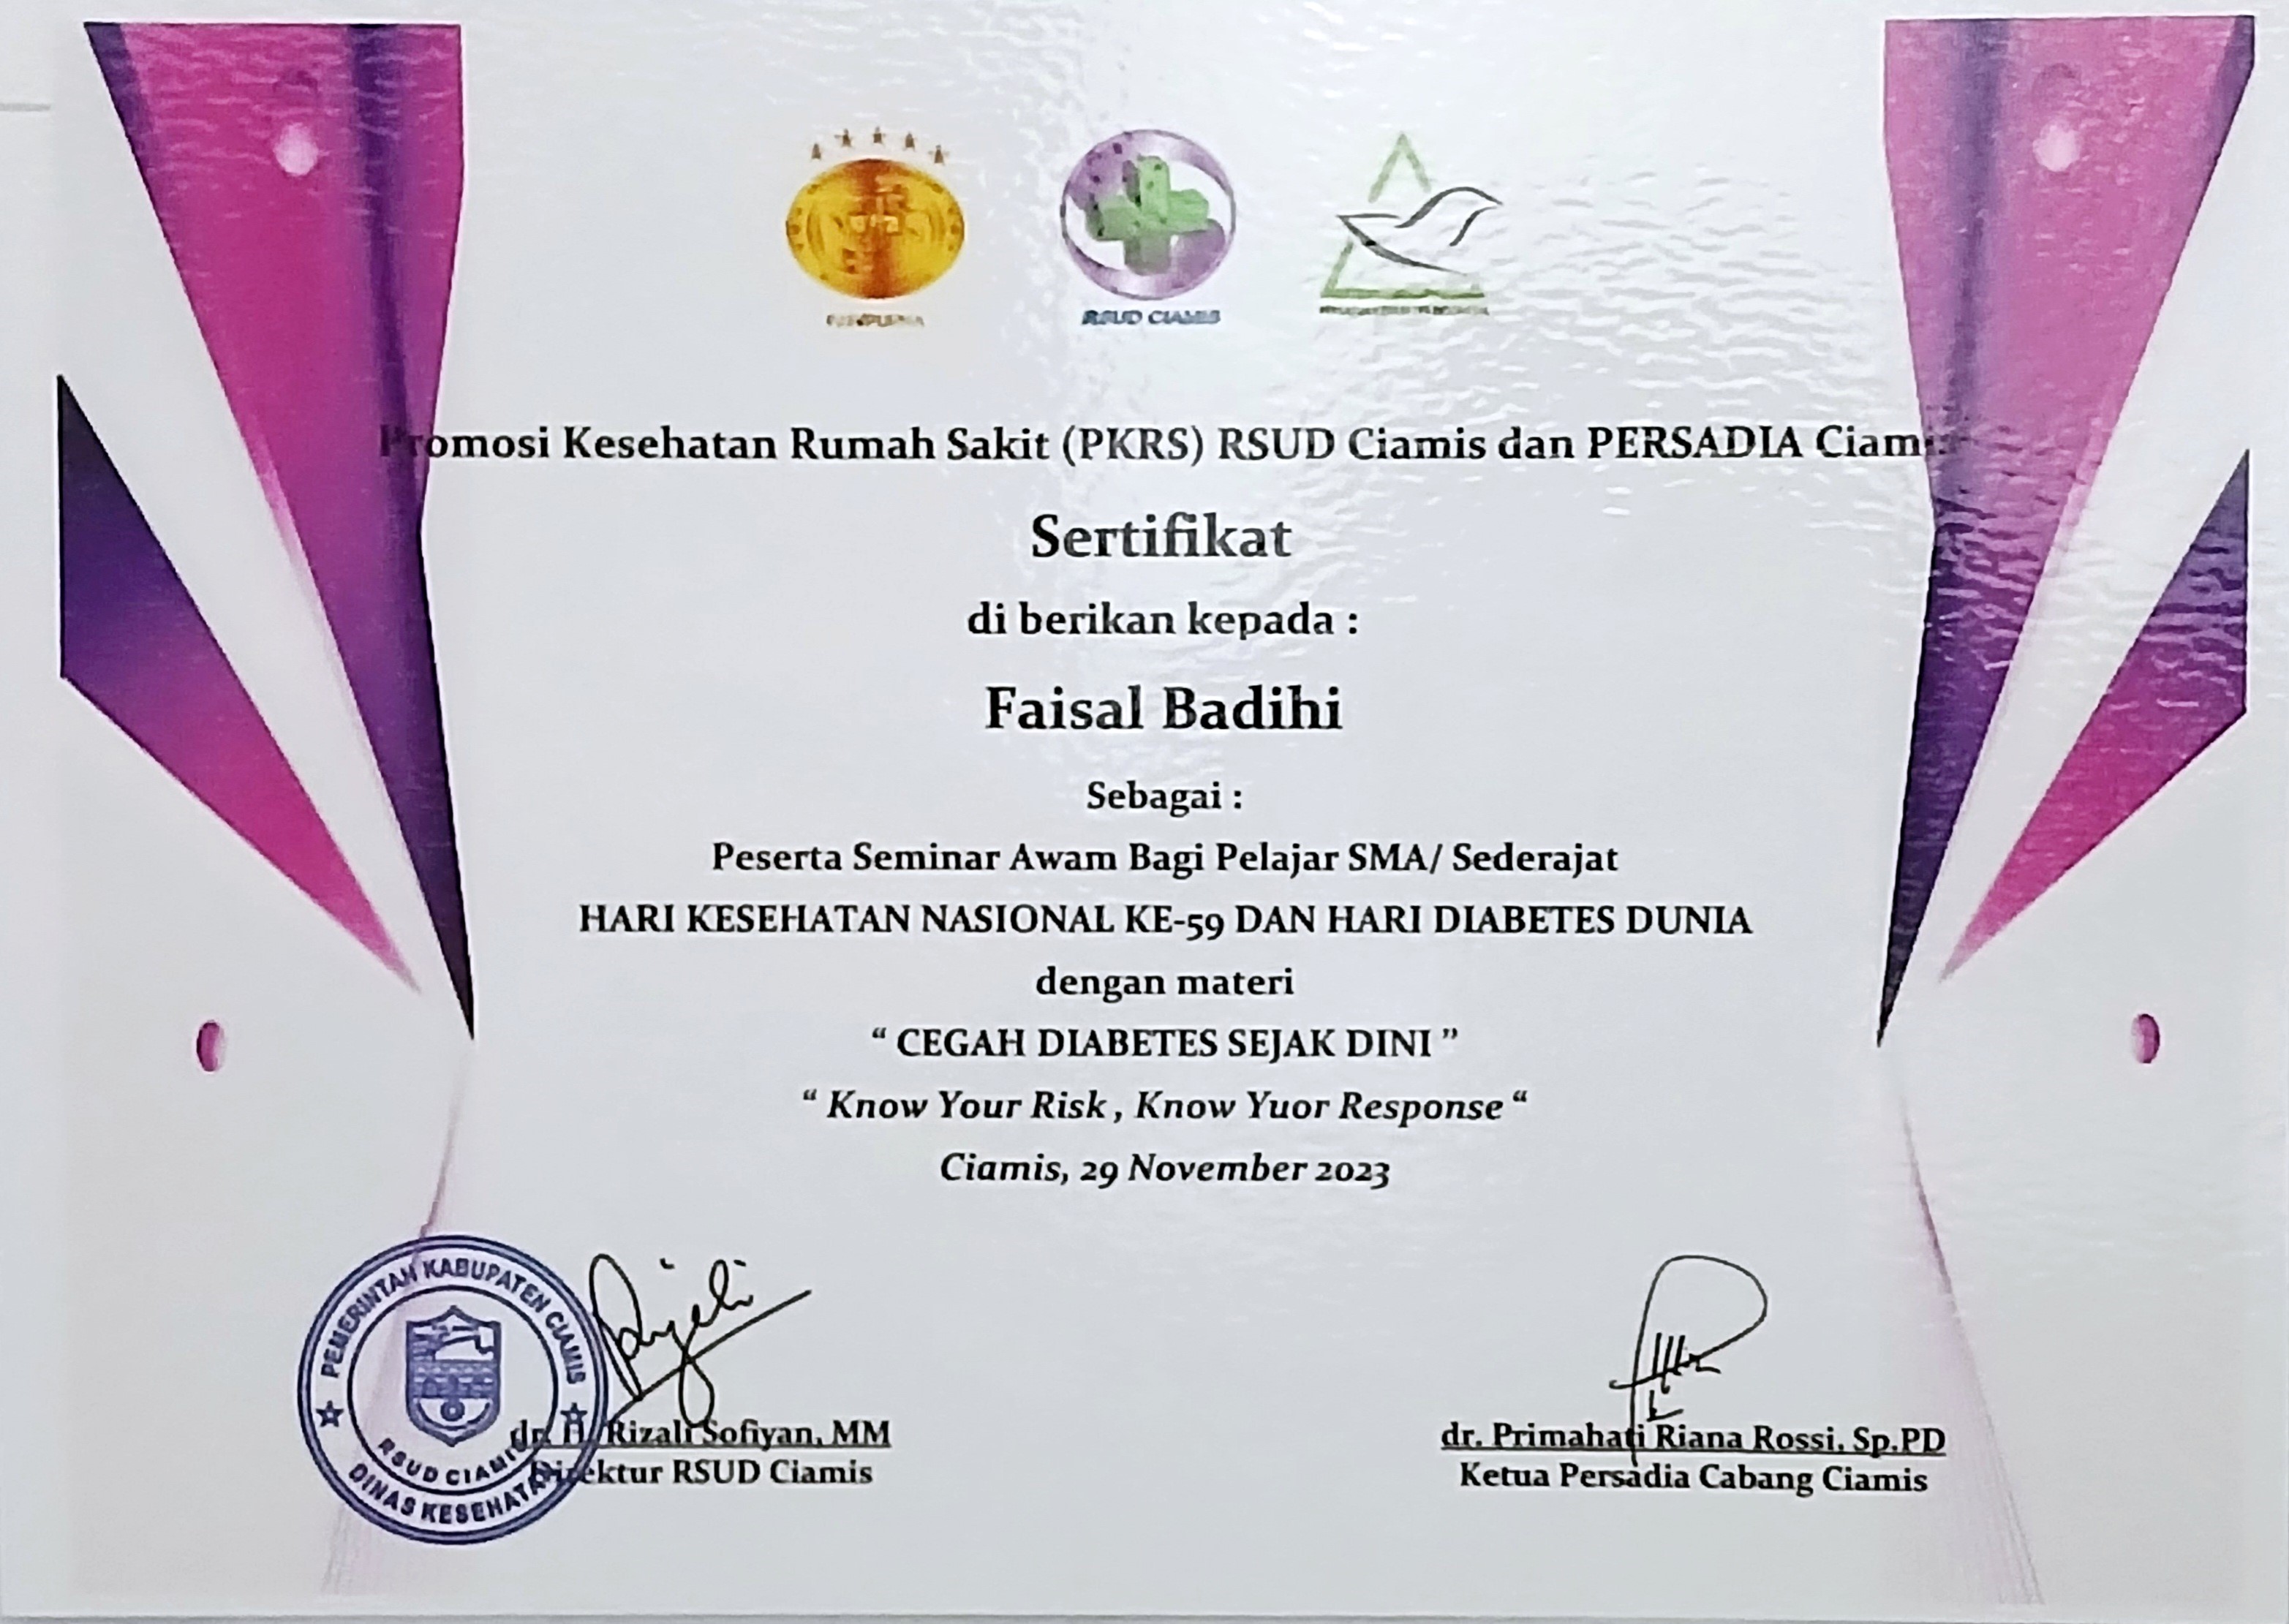 RSUD CIAMIS
Promosi Kesehatan Rumah Sakit (PKRS) RSUD Ciamis dan PERSADIA Ciamis
Sertifikat
di berikan kepada :
Faisal Badihi
Sebagai :
Peserta Seminar Awam Bagi Pelajar SMA/ Sederajat
HARI KESEHATAN NASIONAL KE-59 DAN HARI DIABETES DUNIA
dengan materi
“ CEGAH DIABETES SEJAK DINI ”
“ Know Your Risk , Know Yuor Response “
Ciamis, 29 November 2023
PEMERINTAH KABUPATEN CIAMIS
RSUD CIAMIS
DINAS KESEHATAN
dr. H. Rizali Sofiyan, MM
Direktur RSUD Ciamis
dr. Primahati Riana Rossi, Sp.PD
Ketua Persadia Cabang Ciamis